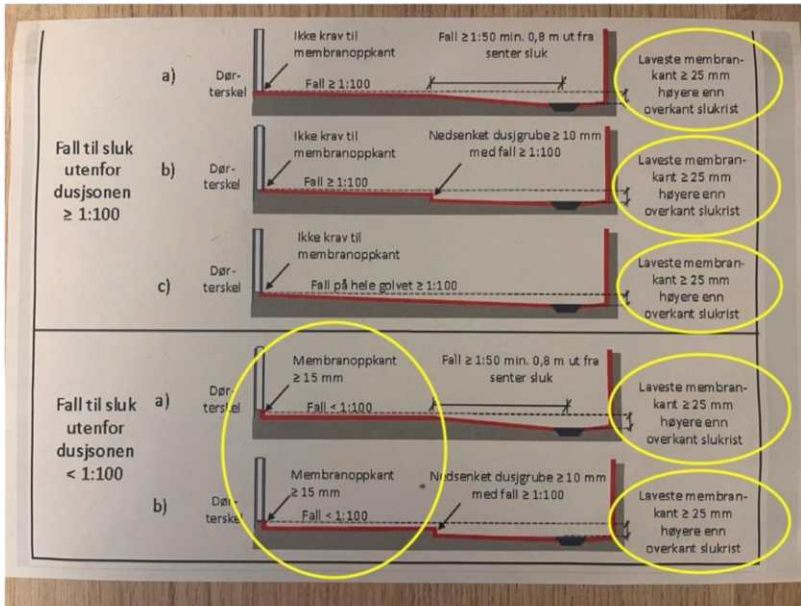 Ikke krav til
membranoppkant
Fall ≥ 1:50 min. 0,8 m ut fra
senter sluk
a)
Dør-
terskel
Fall ≥ 1:100
Laveste membran-
kant ≥ 25 mm
høyere enn
overkant slukrist
Fall til sluk
utenfor
dusjsonen
≥ 1:100
Ikke krav til
membranoppkant
Nedsenket dusjgrube ≥ 10 mm
med fall ≥ 1:100
b)
Dør-
terskel
Fall ≥ 1:100
Laveste membran-
kant ≥ 25 mm
høyere enn
overkant slukrist
Ikke krav til
membranoppkant
c)
Dør-
terskel
Fall på hele golvet ≥ 1:100
Laveste membran-
kant ≥ 25 mm
høyere enn
overkant slukrist
Fall til sluk
utenfor
dusjsonen
< 1:100
Membranoppkant
≥ 15 mm
Fall ≥ 1:50 min. 0,8 m ut fra
senter sluk
a)
Dør-
terskel
Fall < 1:100
Laveste membran-
kant ≥ 25 mm
høyere enn
overkant slukrist
Membranoppkant
≥ 15 mm
Nedsenket dusjgrube ≥ 10 mm
med fall ≥ 1:100
b)
Dør-
terskel
Fall < 1:100
Laveste membran-
kant ≥ 25 mm
høyere enn
overkant slukrist